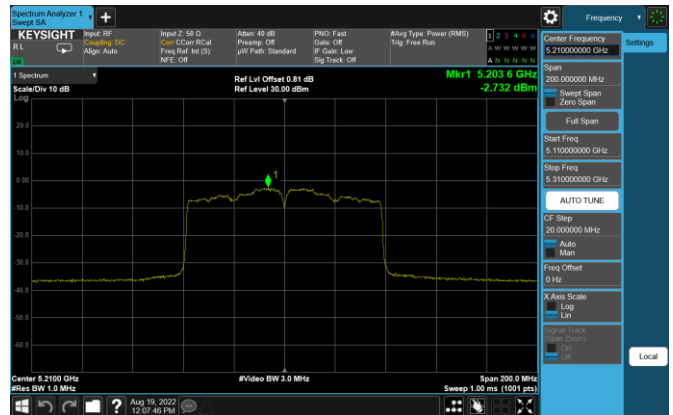 Spectrum Analyzer 1
Swept SA
+
Frequency
KEYSIGHT
RL
LW
Input: RF
Coupling: DC
Align: Auto
Input Z: 50 Ω
Corr CCorr RCal
Freq Ref: Int (S)
NFE: Off
Atten: 40 dB
Preamp: Off
µW Path: Standard
PNO: Fast
Gate: Off
IF Gain: Low
Sig Track: Off
#Avg Type: Power (RMS)
Trig: Free Run
1 2 3 4 5 6
A W W W W W
A N N N N N
1 Spectrum
Scale/Div 10 dB
Log
Ref Lvl Offset 0.81 dB
Ref Level 30.00 dBm
Mkr1 5.203 6 GHz
-2.732 dBm
20.0
10.0
0.00
-10.0
-20.0
-30.0
-40.0
-50.0
-60.0
1
Center 5.2100 GHz
#Res BW 1.0 MHz
#Video BW 3.0 MHz
Span 200.0 MHz
Sweep 1.00 ms (1001 pts)
Center Frequency
5.210000000 GHz
Settings
Span
200.000000 MHz
Swept Span
Zero Span
Full Span
Start Freq
5.110000000 GHz
Stop Freq
5.310000000 GHz
AUTO TUNE
CF Step
20.000000 MHz
Auto
Man
Freq Offset
0 Hz
X Axis Scale
Log
Lin
Signal Track
(Span Zoom)
On
Off
Local
?
Aug 19, 2022
12:07:46 PM